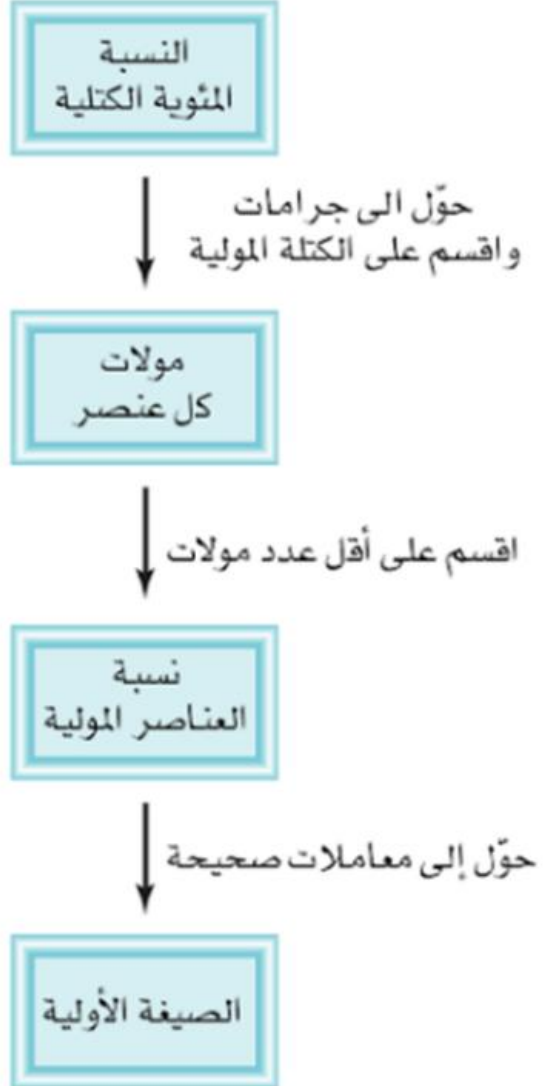 النسبة
المئوية الكتلية
حوّل الى جرامات
واقسم على الكتلة المولية
مولات
كل عنصر
اقسم على أقل عدد مولات
نسبة
العناصر المولية
حوّل إلى معاملات صحيحة
الصيغة الأولية